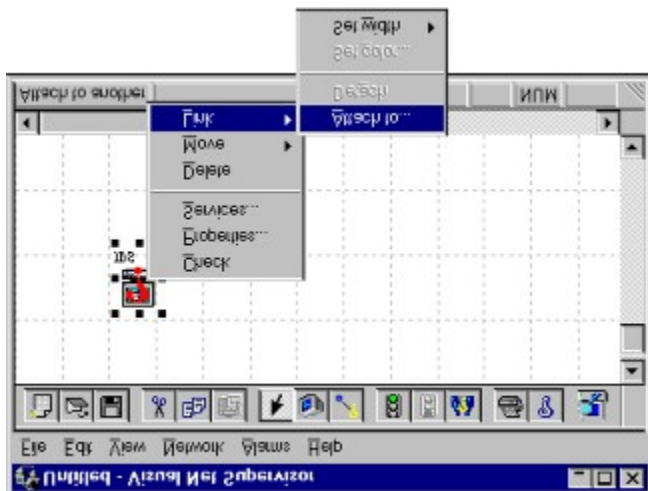 Untitled - Visual Net Supervisor
File Edit View Network Alarms Help
Check
Properties...
Services...
Delete
Move
Link
Attach to...
Detach
Set color...
Set width
Attach to another
NUM